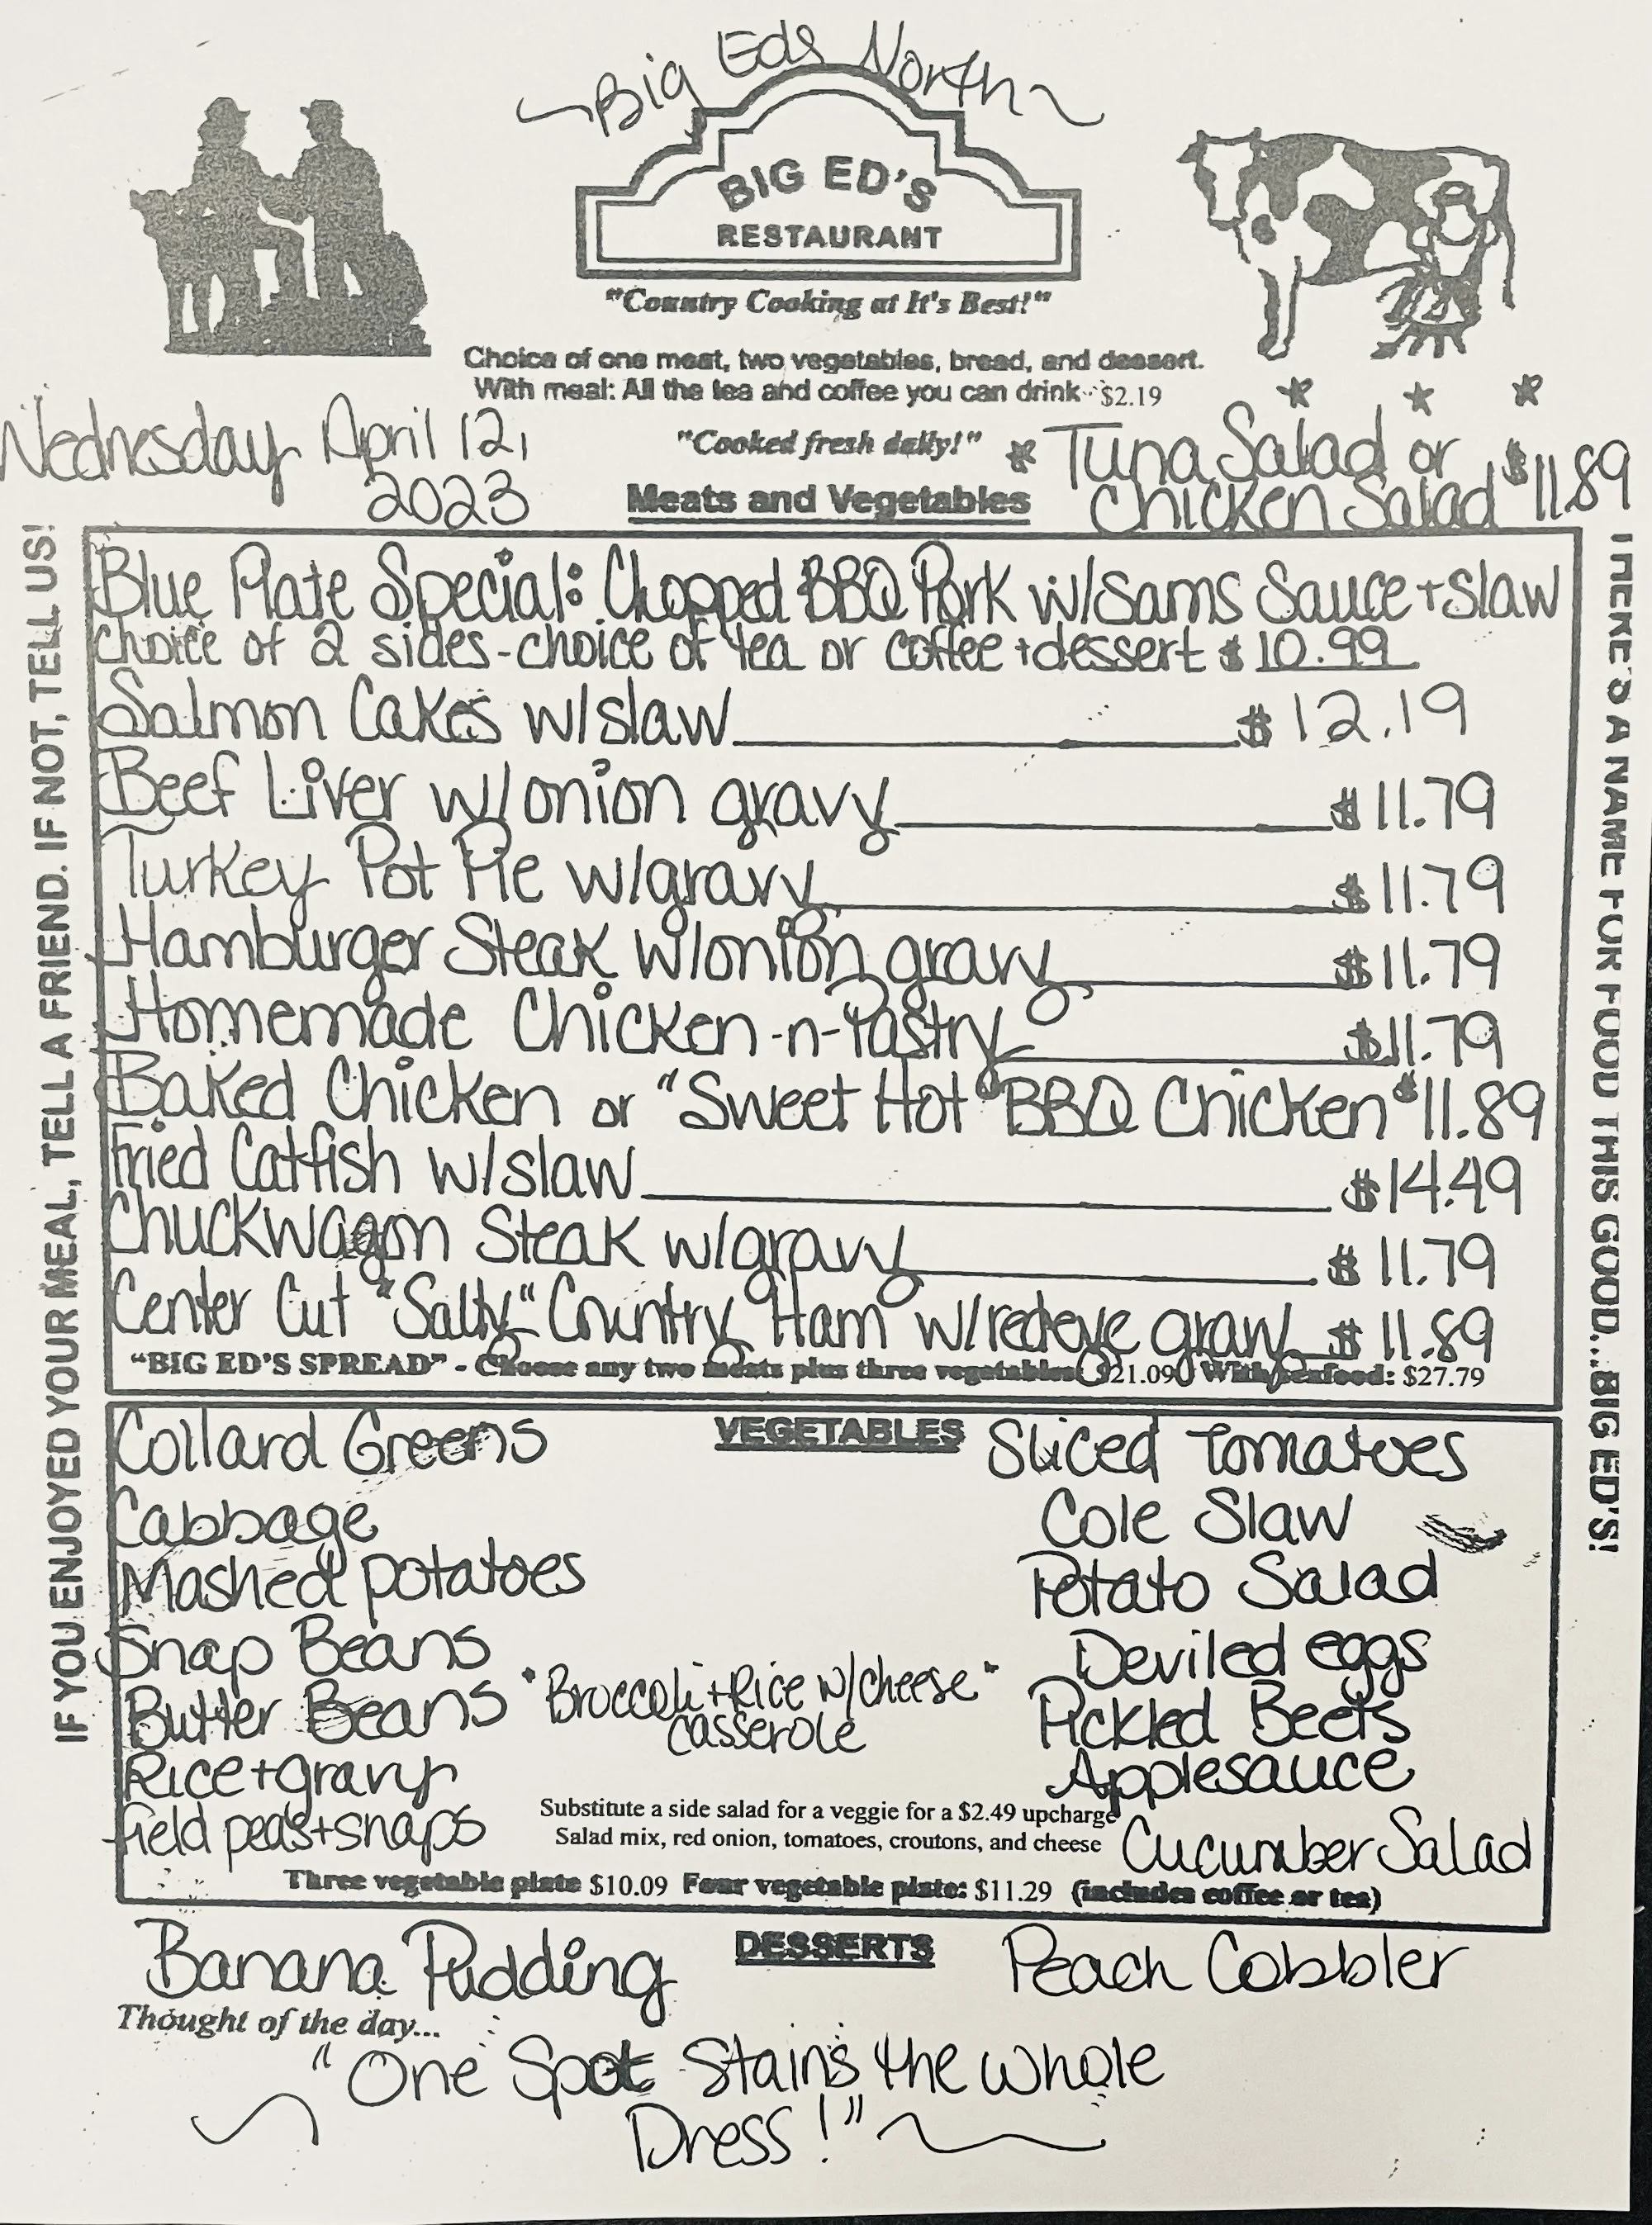 ~Big Eds North~
BIG ED'S
RESTAURANT
"Country Cooking at It's Best!"
Choice of one meat, two vegetables, bread, and dessert.
With meal: All the tea and coffee you can drink $2.19
Wednesday April 12,
2023
"Cooked fresh daily!"
Meats and Vegetables
Tuna Salad or
Chicken Salad $11.89
IF YOU ENJOYED YOUR MEAL, TELL A FRIEND. IF NOT, TELL US!
THERE'S A NAME FOR FOOD THIS GOOD...BIG ED'S!
Blue Plate Special: Chopped BBQ Pork w/Sams Sauce + Slaw
choice of 2 sides - choice of tea or coffee + dessert $10.99
Salmon Cakes w/slaw $12.19
Beef Liver w/onion gravy $11.79
Turkey Pot Pie w/gravy $11.79
Hamburger Steak w/onion gravy $11.79
Homemade Chicken-n-Pastry $11.79
Baked Chicken or "Sweet Hot" BBQ Chicken $11.89
Fried Catfish w/slaw $14.49
Chuckwagon Steak w/gravy $11.79
Center Cut "Salty" Country Ham w/redeye gravy $11.89
"BIG ED'S SPREAD" - Choose any two meats plus three vegetables $21.09 With seafood: $27.79
VEGETABLES
Collard Greens
Cabbage
Mashed potatoes
Snap Beans
Butter Beans
Rice + gravy
field peas + snaps
"Broccoli + Rice w/cheese"
casserole
Sliced tomatoes
Cole Slaw
Potato Salad
Deviled eggs
Pickled Beets
Applesauce
Cucumber Salad
Substitute a side salad for a veggie for a $2.49 upcharge
Salad mix, red onion, tomatoes, croutons, and cheese
Three vegetable plate $10.09 Four vegetable plate: $11.29 (includes coffee or tea)
DESSERTS
Banana Pudding
Peach Cobbler
Thought of the day...
"One Spot Stains the whole
Dress!"